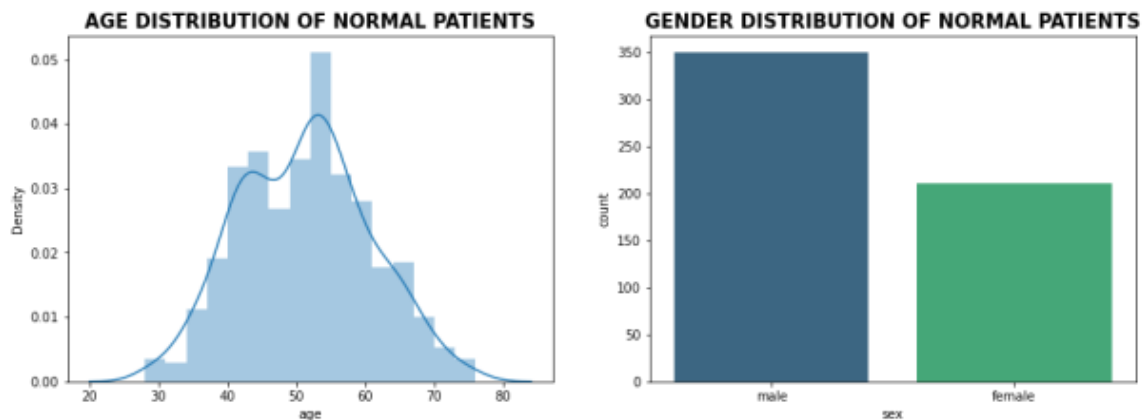 AGE DISTRIBUTION OF NORMAL PATIENTS
0.05
0.04
0.03
0.02
0.01
0.00
Density
20 30 40 50 60 70 80
age
GENDER DISTRIBUTION OF NORMAL PATIENTS
350
300
250
200
150
100
50
0
count
male female
sex